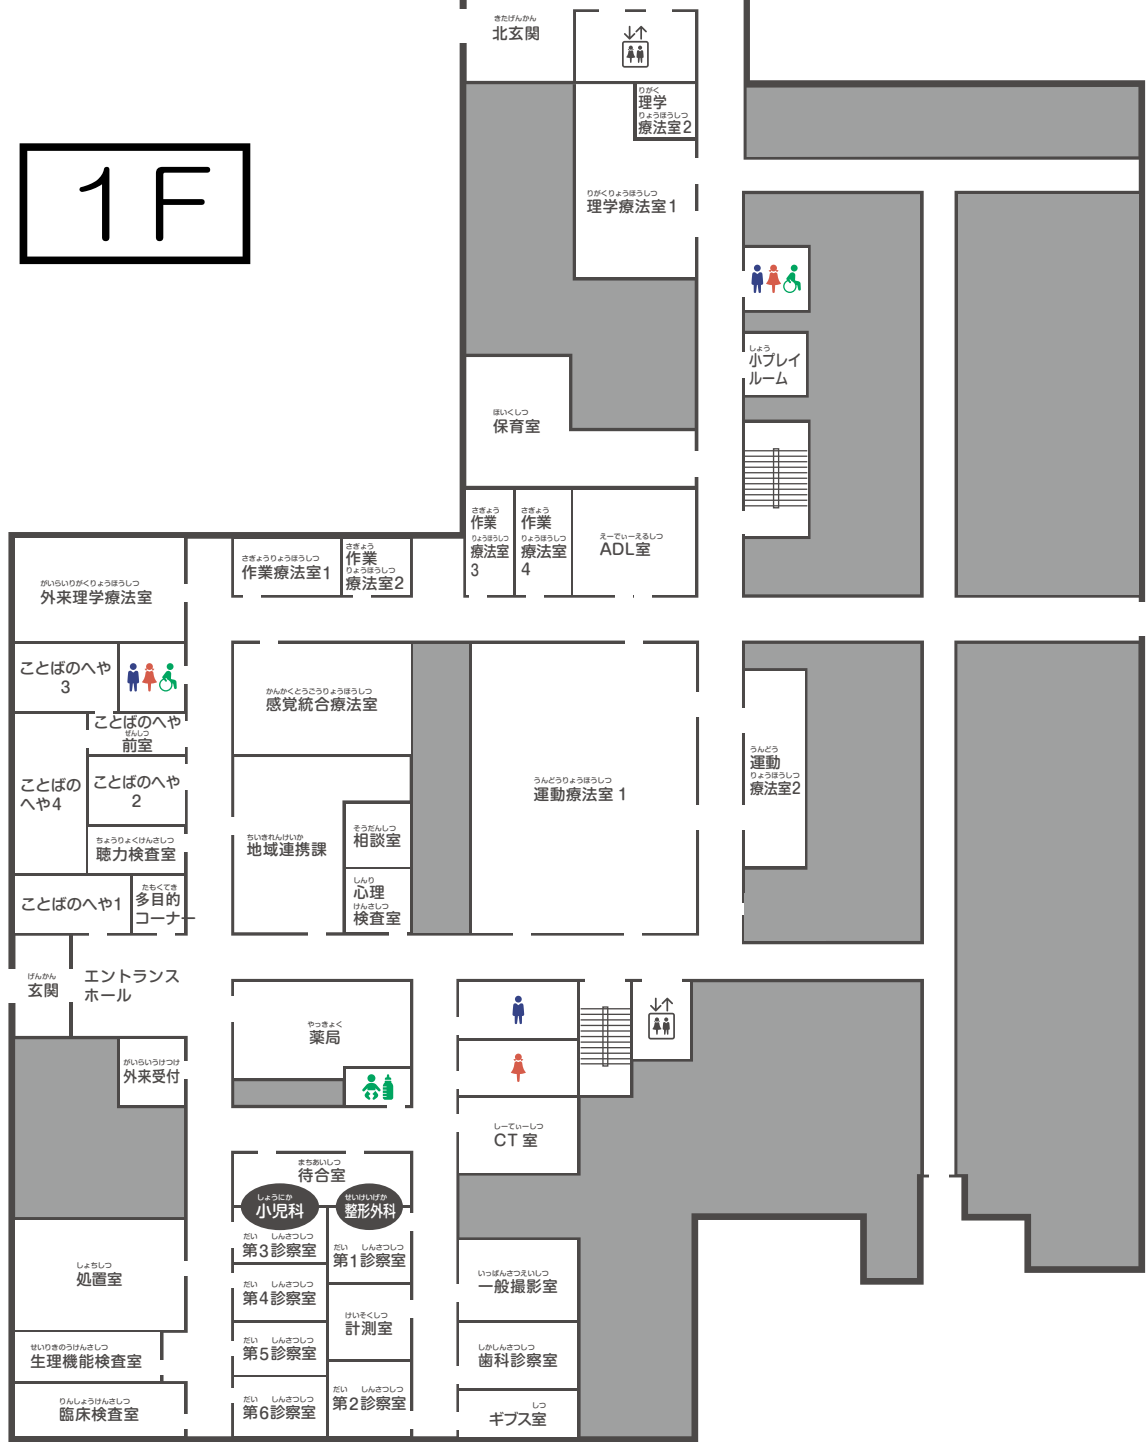 1F
きたげんかん
北玄関
りがく
理学
りょうほうしつ
療法室2
りがくりょうほうしつ
理学療法室1
しょう
小プレイ
ルーム
ほいくしつ
保育室
さぎょう
作業
りょうほうしつ
療法室
3
さぎょう
作業
りょうほうしつ
療法室
4
えーでぃーえるしつ
ADL室
さぎょうりょうほうしつ
作業療法室1
さぎょう
作業
りょうほうしつ
療法室2
がいらいりがくりょうほうしつ
外来理学療法室
ことばのへや
3
ことばのへや
ぜんしつ
前室
ことばの
へや4
ことばのへや
2
ちょうりょくけんさしつ
聴力検査室
ことばのへや1
たもくてき
多目的
コーナー
かんかくとうごうりょうほうしつ
感覚統合療法室
ちいきれんけいか
地域連携課
そうだんしつ
相談室
しんり
心理
けんさしつ
検査室
うんどうりょうほうしつ
運動療法室1
うんどう
運動
りょうほうしつ
療法室2
げんかん
玄関
エントランス
ホール
やっきょく
薬局
がいらいうけつけ
外来受付
しーてぃーしつ
CT室
まちあいしつ
待合室
しょうにか
小児科
せいけいげか
整形外科
だい しんさつしつ
第3診察室
だい しんさつしつ
第1診察室
だい しんさつしつ
第4診察室
けいそくしつ
計測室
だい しんさつしつ
第5診察室
だい しんさつしつ
第6診察室
だい しんさつしつ
第2診察室
しょちしつ
処置室
せいりきのうけんさしつ
生理機能検査室
りんしょうけんさしつ
臨床検査室
いっぱんさつえいしつ
一般撮影室
しかしんさつしつ
歯科診察室
しつ
ギプス室